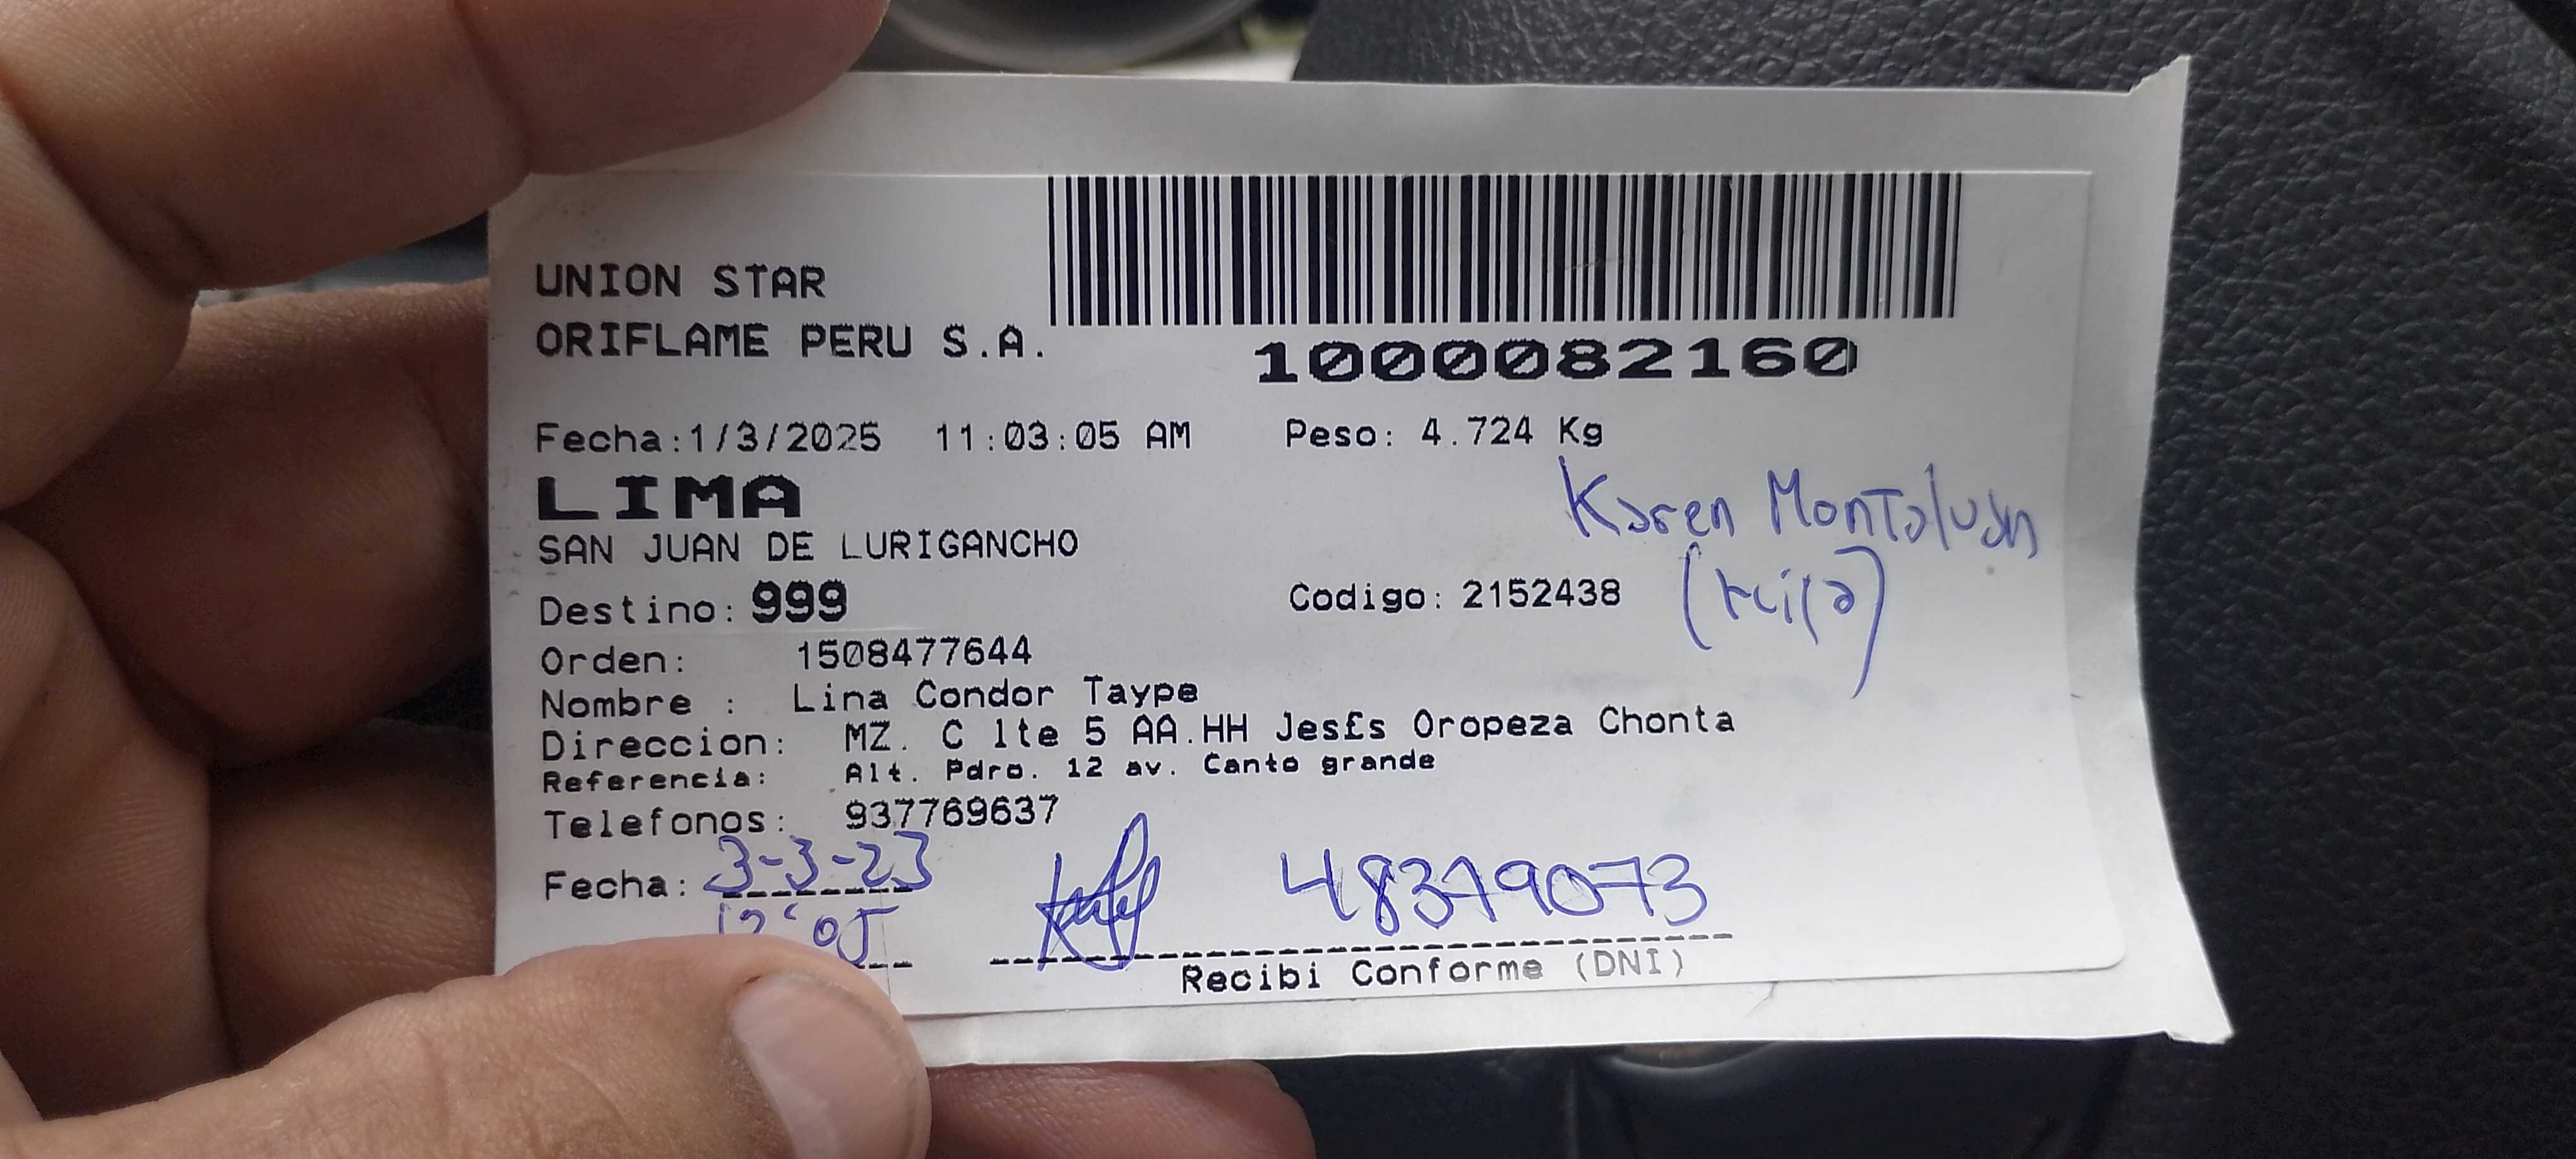 UNION STAR
ORIFLAME PERU S.A.
1000082160
Fecha:1/3/2025 11:03:05 AM Peso: 4.724 Kg
LIMA
Karen
SAN JUAN DE LURIGANCHO
Destino: 999 Codigo: 2152438
Orden: 1508477644
Nombre : Lina Condor Taype
Direccion: MZ. C lte 5 AA.HH Jes£s Oropeza Chonta
Referencia: Alt. Pdro. 12 av. Canto grande
Telefonos: 937769637
Fecha: 3-3-23
48379073
Recibi Conforme (DNI)